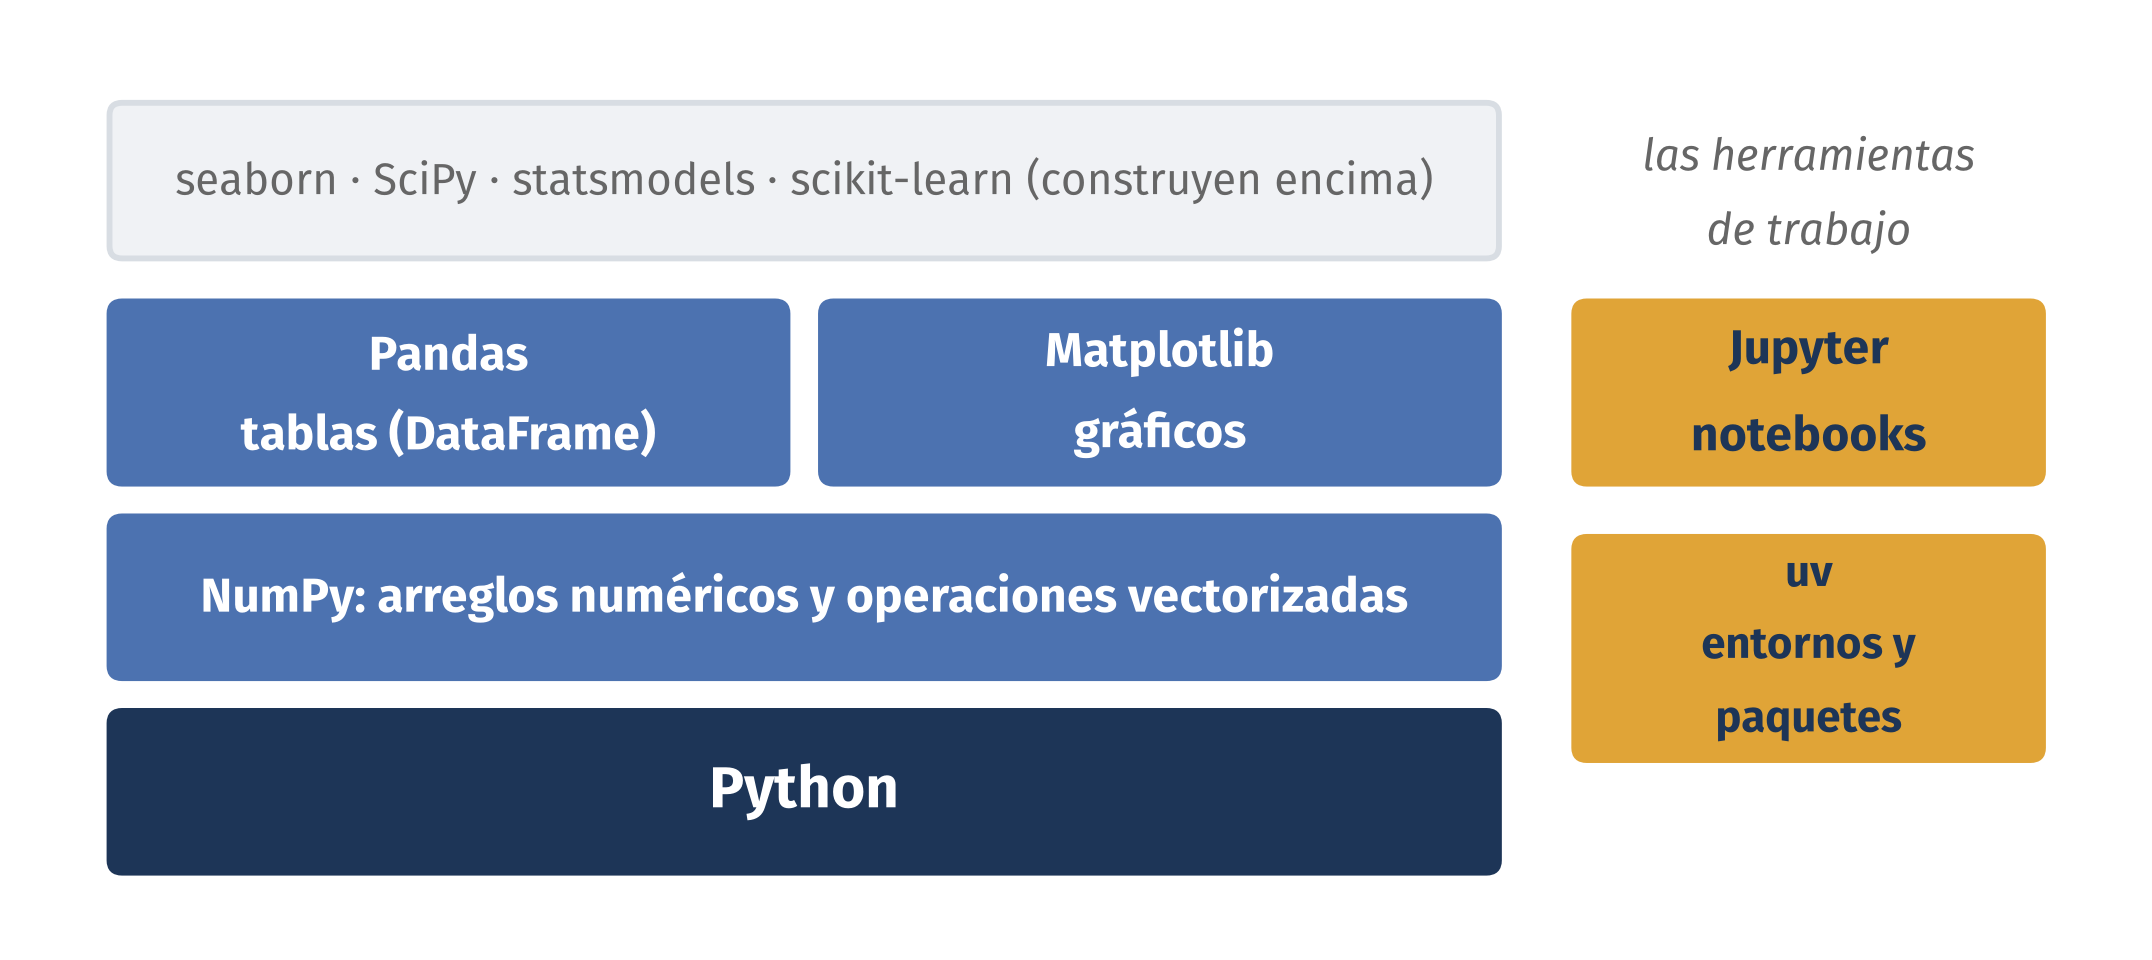 seaborn · SciPy · statsmodels · scikit-learn (construyen encima)
las herramientas
de trabajo
Pandas
tablas (DataFrame)
Matplotlib
gráficos
Jupyter
notebooks
NumPy: arreglos numéricos y operaciones vectorizadas
uv
entornos y
paquetes
Python